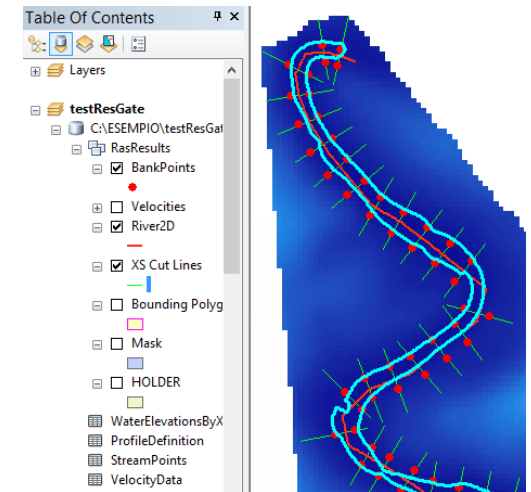 Table Of Contents
Layers
testResGate
C:\ESEMPIO\testResGat
RasResults
BankPoints
Velocities
River2D
XS Cut Lines
Bounding Polyg
Mask
HOLDER
WaterElevationsByX
ProfileDefinition
StreamPoints
VelocityData